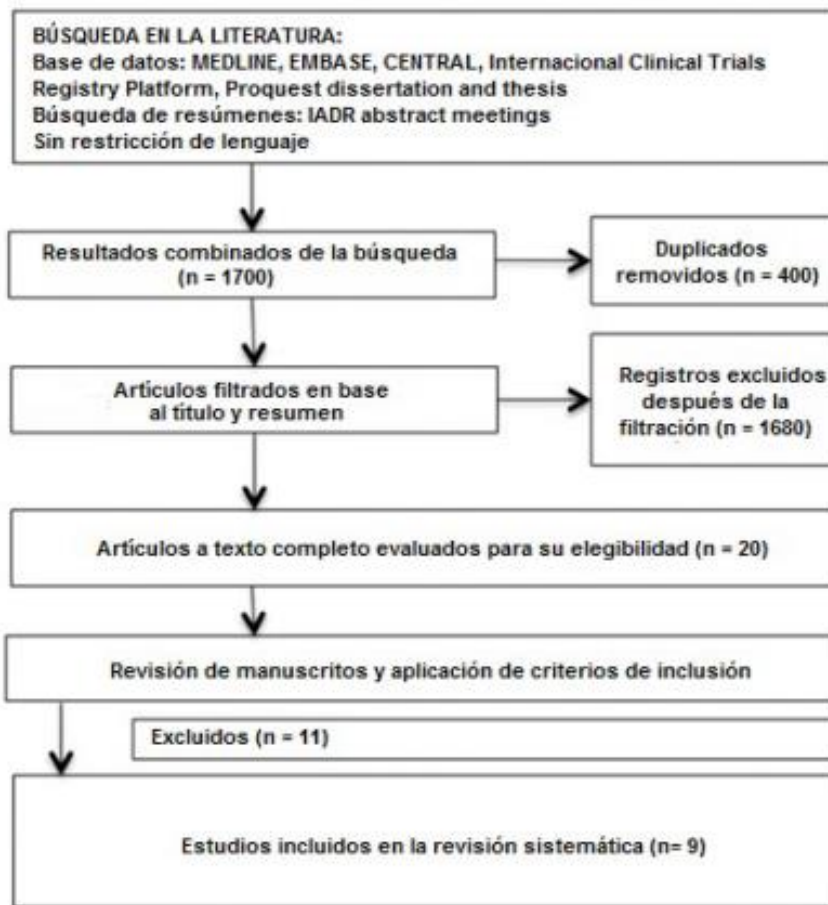 BÚSQUEDA EN LA LITERATURA:
Base de datos: MEDLINE, EMBASE, CENTRAL, Internacional Clinical Trials
Registry Platform, Proquest dissertation and thesis
Búsqueda de resúmenes: IADR abstract meetings
Sin restricción de lenguaje
Resultados combinados de la búsqueda
(n = 1700)
Duplicados
removidos (n = 400)
Artículos filtrados en base
al título y resumen
Registros excluidos
después de la
filtración (n = 1680)
Artículos a texto completo evaluados para su elegibilidad (n = 20)
Revisión de manuscritos y aplicación de criterios de inclusión
Excluidos (n = 11)
Estudios incluidos en la revisión sistemática (n= 9)